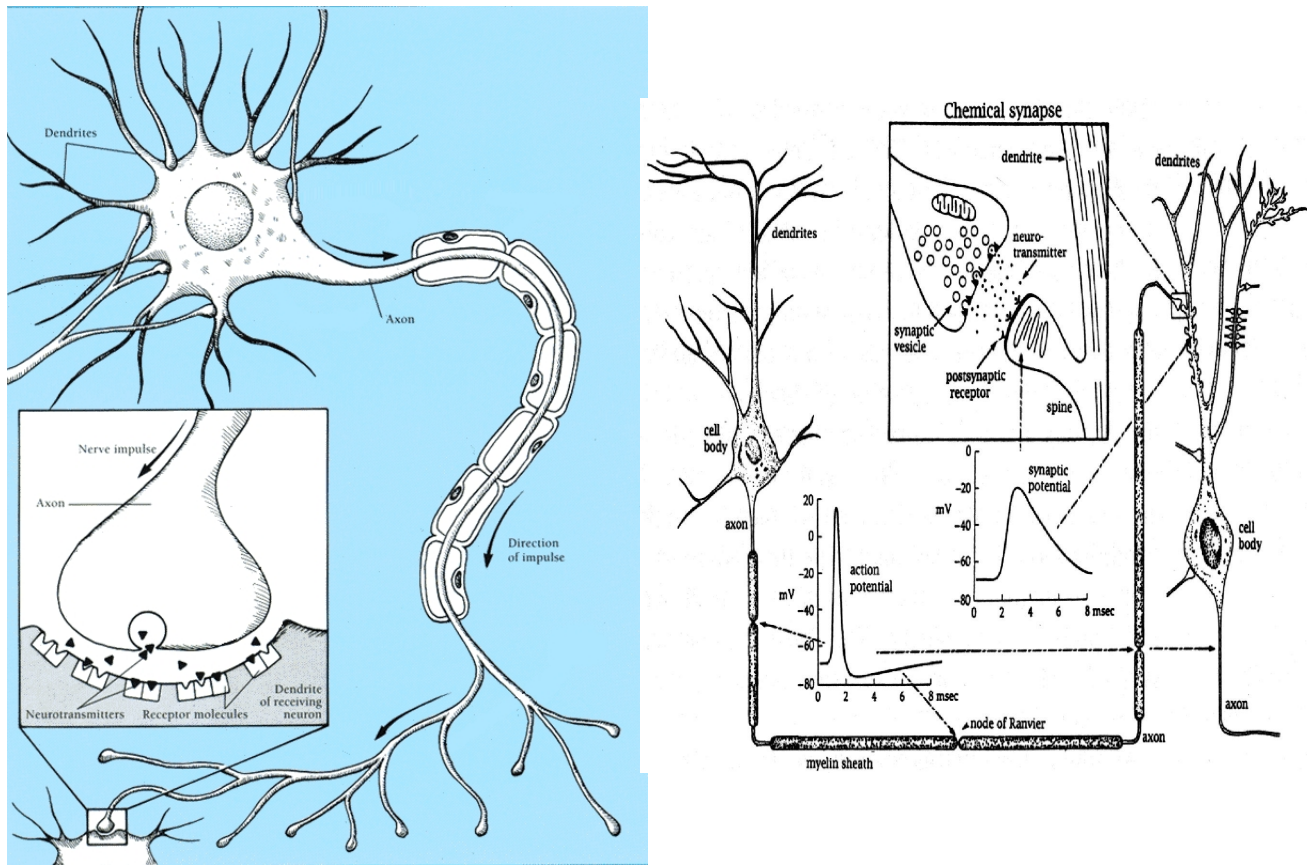 Dendrites
Axon
Nerve impulse
Axon
Direction
of impulse
Neurotransmitters
Receptor molecules
Dendrite
of receiving
neuron
Chemical synapse
dendrite
neuro-
transmitter
synaptic
vesicle
postsynaptic
receptor
spine
dendrites
dendrites
cell
body
axon
20
0
-20
-40
-60
-80
mV
action
potential
0
2
4
6
8 msec
0
-20
-40
-60
-80
mV
synaptic
potential
0
2
4
6
8 msec
cell
body
axon
node of Ranvier
axon
myelin sheath